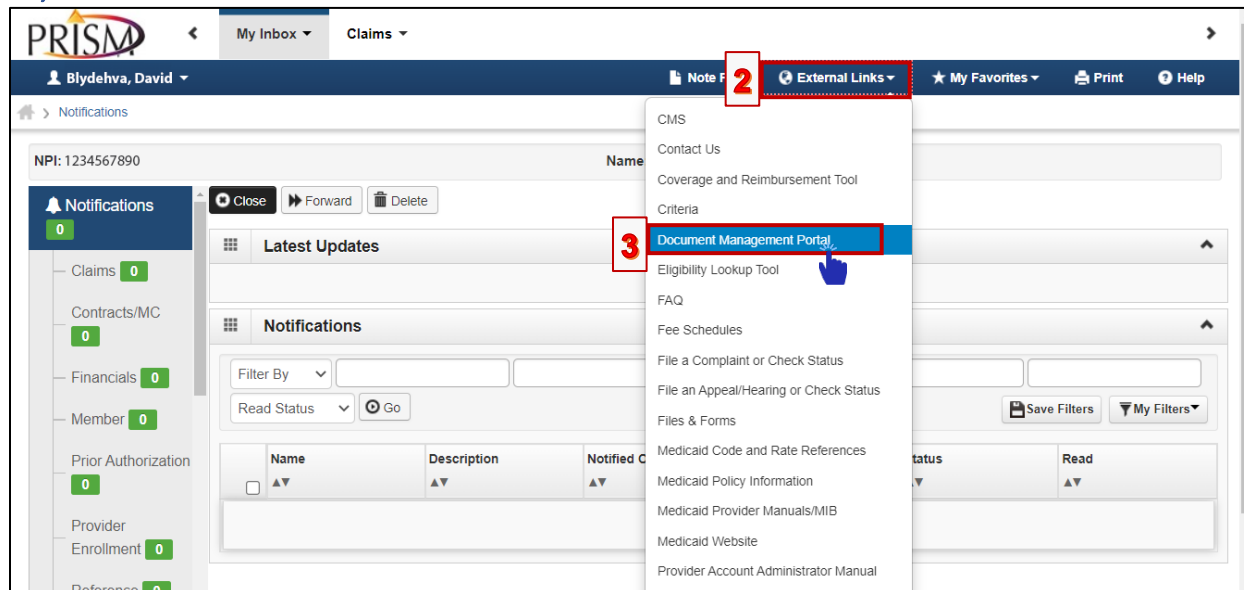 PRISM
My Inbox
Claims
Blydehva, David
Note
2
External Links
My Favorites
Print
Help
Notifications
NPI: 1234567890
Name
Notifications
0
Close
Forward
Delete
Latest Updates
Claims 0
Contracts/MC
0
Notifications
Financials 0
Filter By
Read Status
Go
Save Filters
My Filters
Member 0
Prior Authorization
0
Name
Description
Notified
Read
Provider
Enrollment 0
Reference 0
CMS
Contact Us
Coverage and Reimbursement Tool
Criteria
3
Document Management Portal
Eligibility Lookup Tool
FAQ
Fee Schedules
File a Complaint or Check Status
File an Appeal/Hearing or Check Status
Files & Forms
Medicaid Code and Rate References
Medicaid Policy Information
Medicaid Provider Manuals/MIB
Medicaid Website
Provider Account Administrator Manual